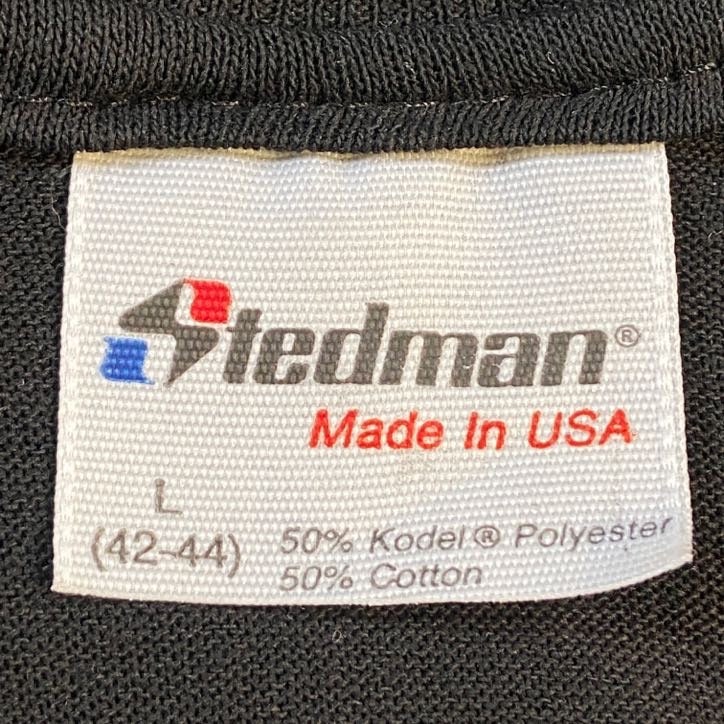 Stedman®
Made In USA
L
(42-44)
50% Kodel® Polyester
50% Cotton